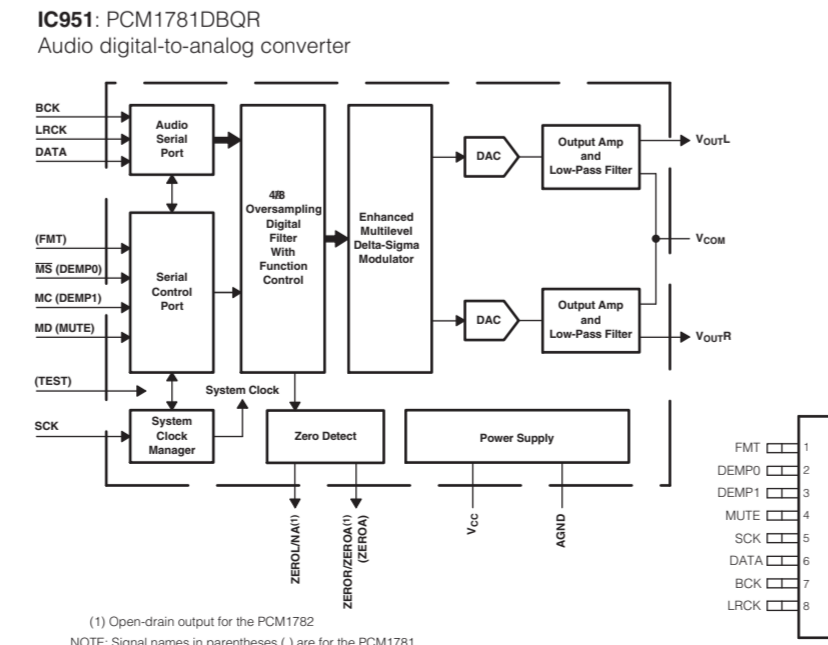 IC951: PCM1781DBQR
Audio digital-to-analog converter
BCK
LRCK
DATA
(FMT)
MS (DEMP0)
MC (DEMP1)
MD (MUTE)
(TEST)
SCK
Audio
Serial
Port
Serial
Control
Port
System
Clock
Manager
System Clock
Oversampling
Digital
Filter
With
Function
Control
Enhanced
Multilevel
Delta-Sigma
Modulator
DAC
DAC
Output Amp
and
Low-Pass Filter
Output Amp
and
Low-Pass Filter
VOUTL
VCOM
VOUTR
Zero Detect
Power Supply
ZEROL/NA(1)
ZEROR/ZEROA(1)
(ZEROA)
VCC
AGND
FMT 1
DEMP0 2
DEMP1 3
MUTE 4
SCK 5
DATA 6
BCK 7
LRCK 8
(1) Open-drain output for the PCM1782
NOTE: Signal names in parentheses ( ) are for the PCM1781